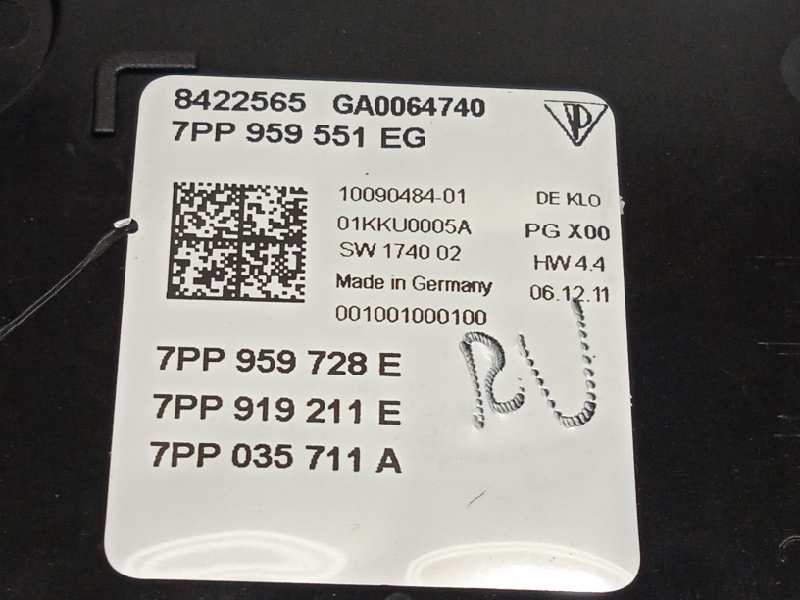 8422565 GA0064740
7PP 959 551 EG
10090484-01 DE KLO
01KKU0005A PG X00
SW 1740 02 HW 4.4
Made in Germany 06.12.11
001001000100
7PP 959 728 E
7PP 919 211 E
7PP 035 711 A
RU